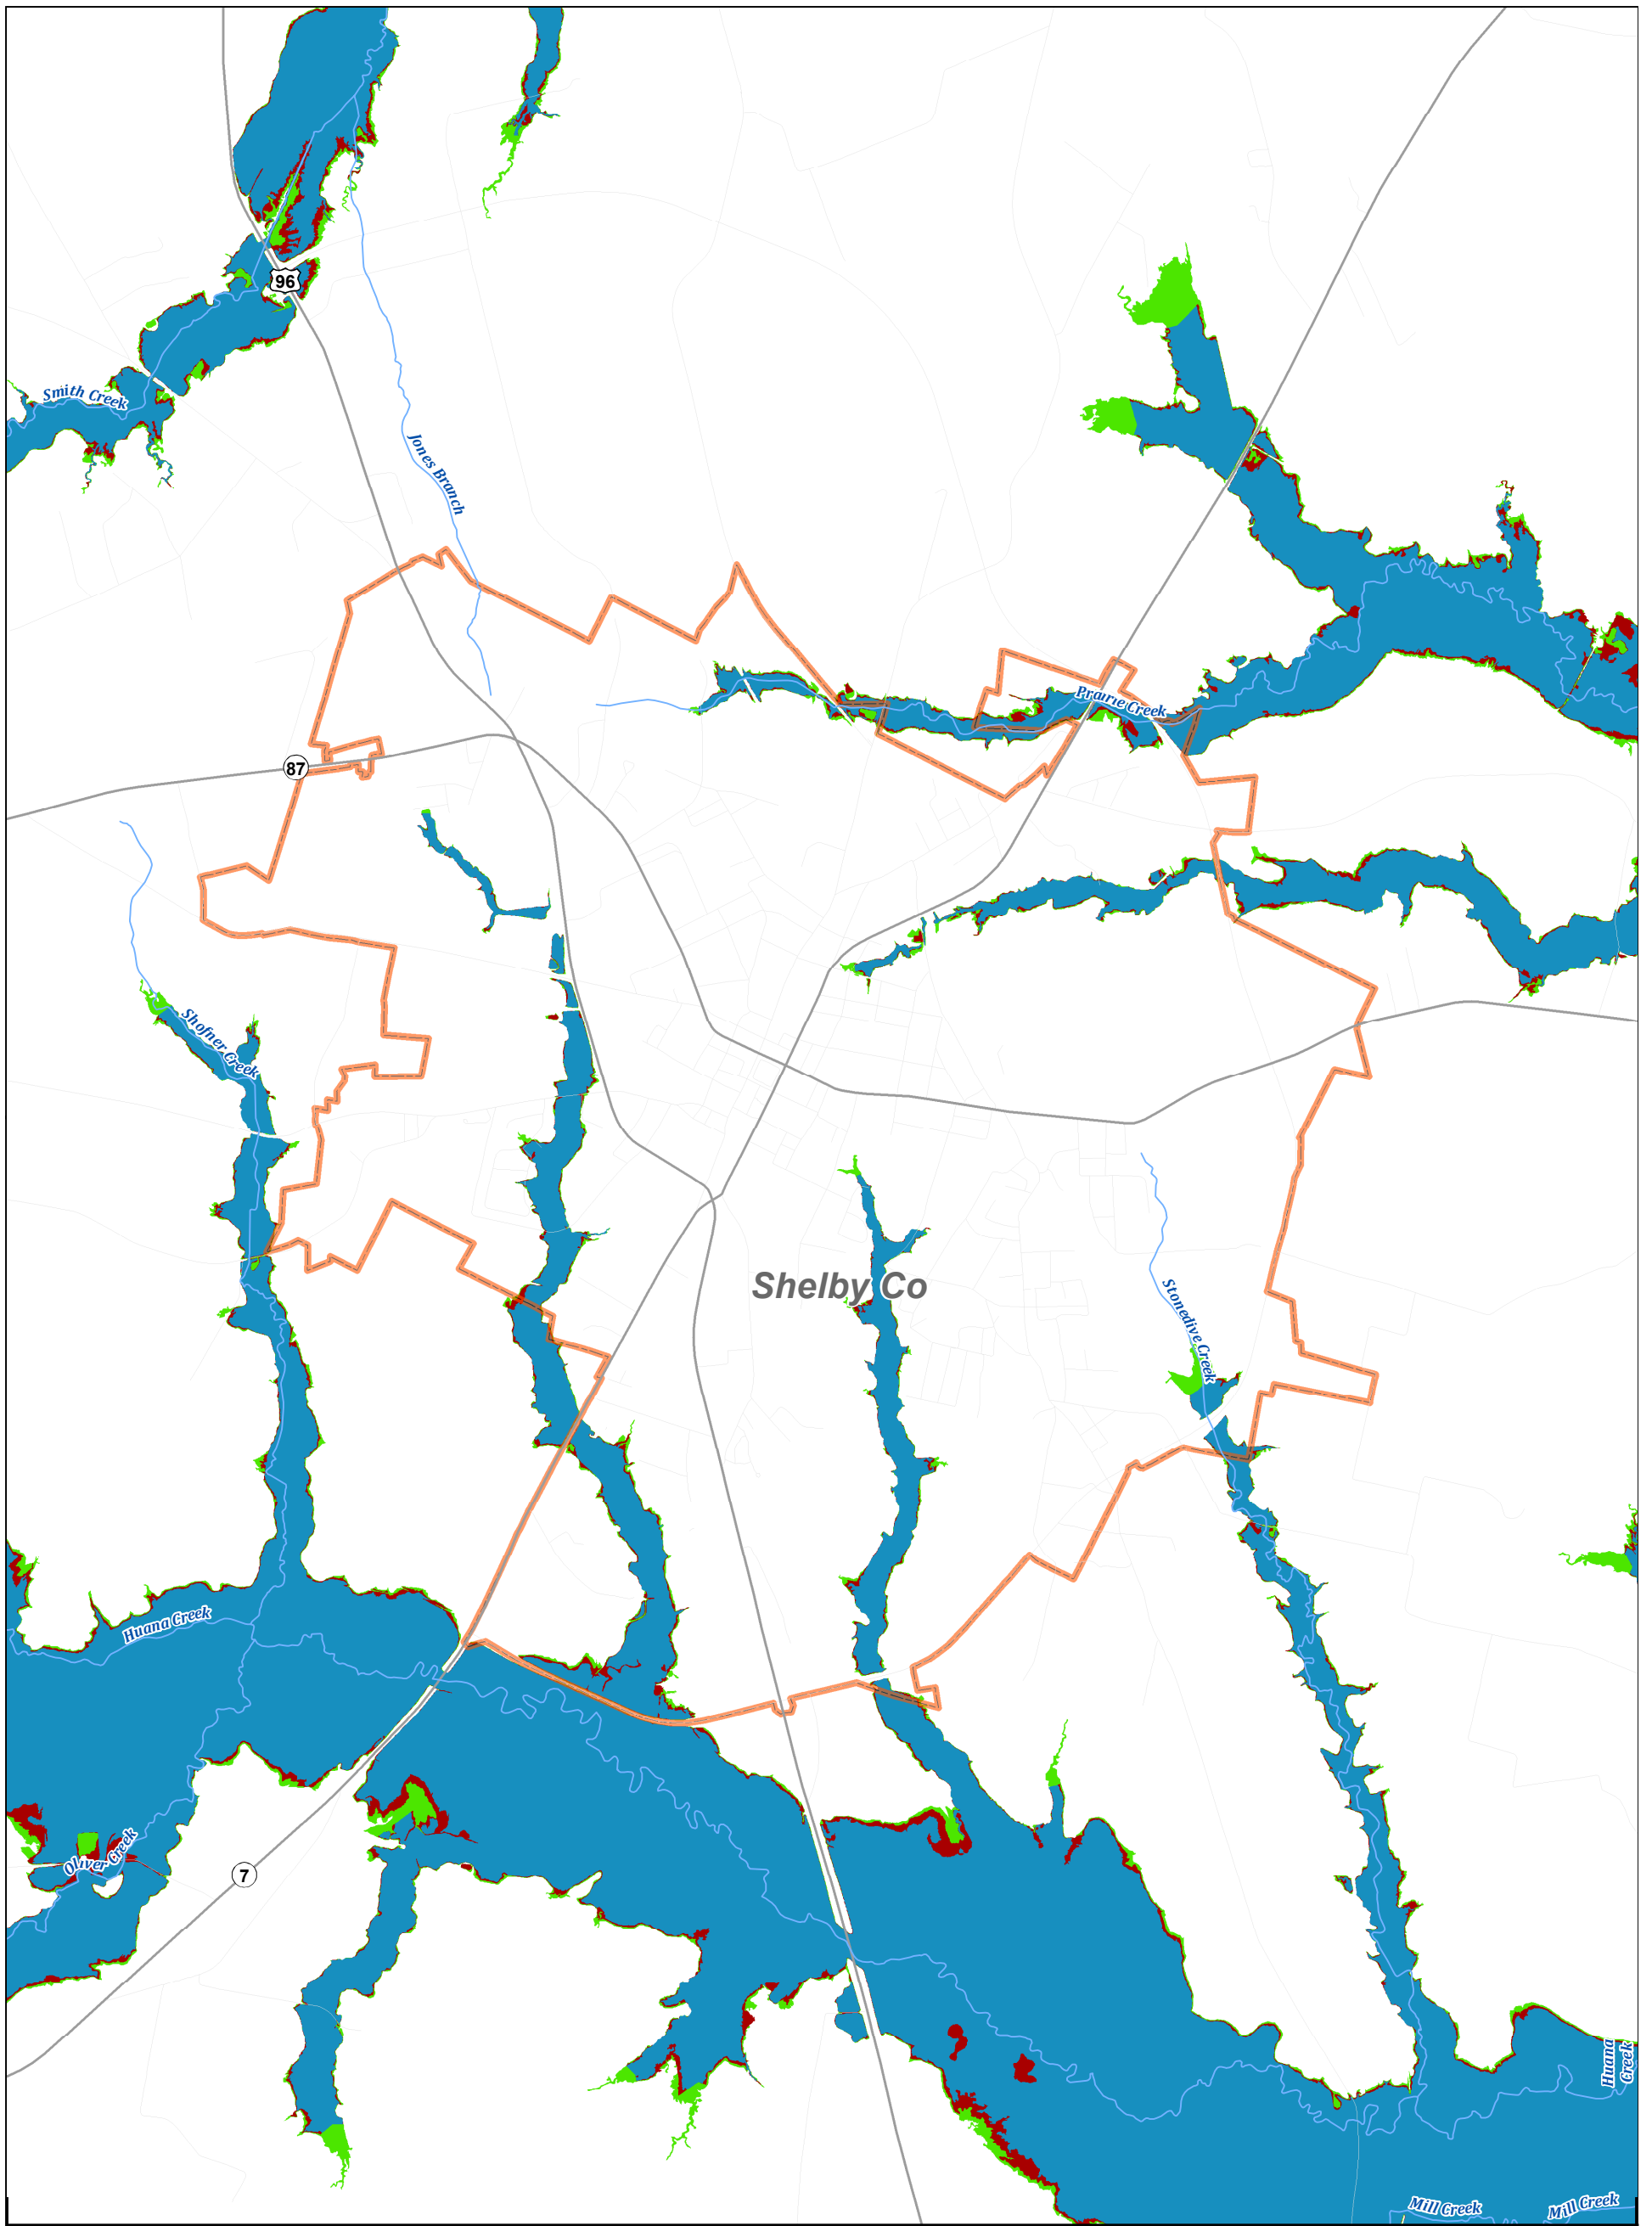 96
Smith Creek
Jones Branch
Prairie Creek
87
Shofner Creek
Shelby Co
Stonedive Creek
Huana Creek
Oliver Creek
7
Huana
Creek
Mill Creek
Mill Creek